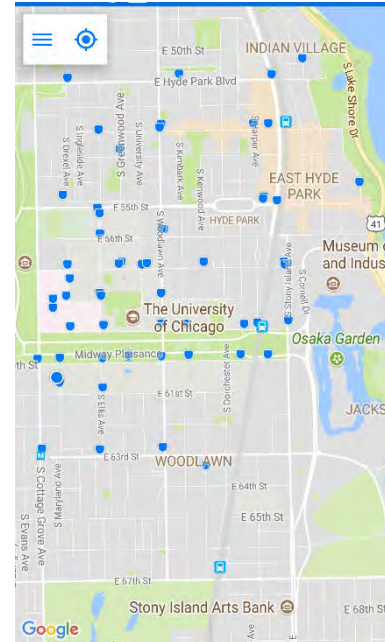 E 50th St
INDIAN VILLAGE
E Hyde Park Blvd
S Lake Shore Dr
S Drexel Ave
S Ingleside Ave
S Greenwood Ave
S University Ave
S Kimbark Ave
S Kenwood Ave
S Harper Ave
EAST HYDE
PARK
E 55th St
HYDE PARK
41
E 56th St
S Woodlawn Ave
Museum
and Indus
S Cornell Dr
The University
of Chicago
Osaka Garden
Midway Plaisance
th St
S Dorchester Ave
E 61st St
S Ellis Ave
JACKS
E 63rd St
WOODLAWN
S Cottage Grove Ave
S Maryland Ave
S Evans Ave
E 64th St
E 65th St
E 67th St
Stony Island Arts Bank
E 68th S
Ave
E
Google